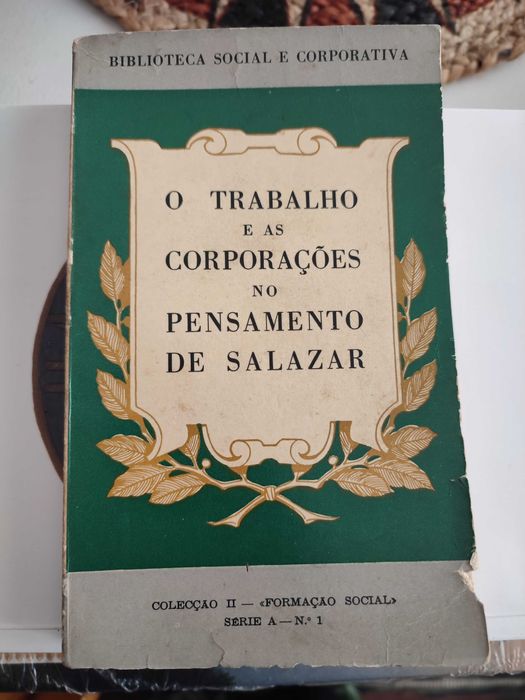 BIBLIOTECA SOCIAL E CORPORATIVA
O TRABALHO
E AS
CORPORAÇÕES
NO
PENSAMENTO
DE SALAZAR
COLECÇÃO II — «FORMAÇÃO SOCIAL»
SÉRIE A — N.º 1